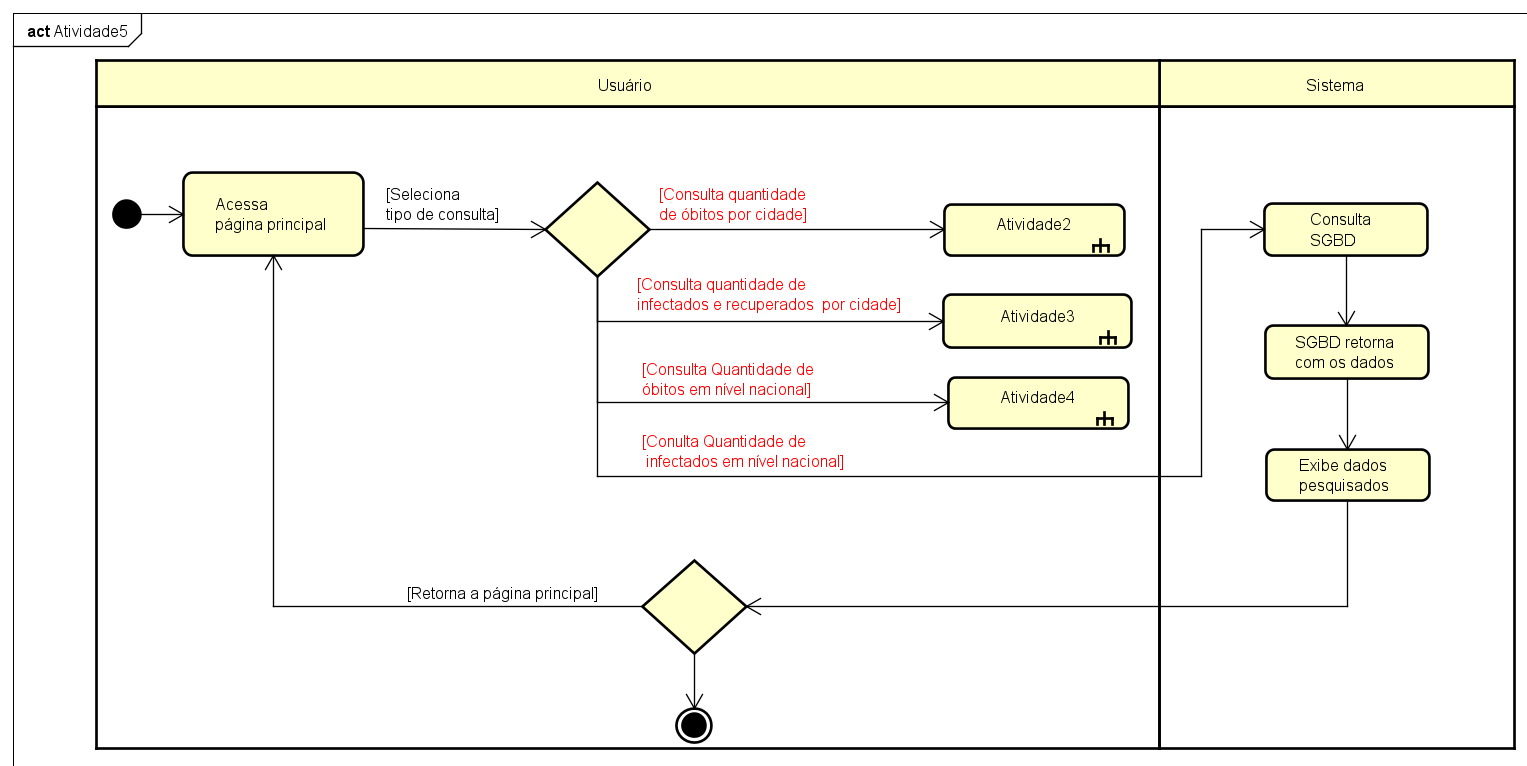 act Atividade5
Usuário
Sistema
Acessa
página principal
[Seleciona
tipo de consulta]
[Consulta quantidade
de óbitos por cidade]
Atividade2
Consulta
SGBD
[Consulta quantidade de
infectados e recuperados  por cidade]
Atividade3
SGBD retorna
com os dados
[Consulta Quantidade de
óbitos em nível nacional]
Atividade4
[Conulta Quantidade de
infectados em nível nacional]
Exibe dados
pesquisados
[Retorna a página principal]